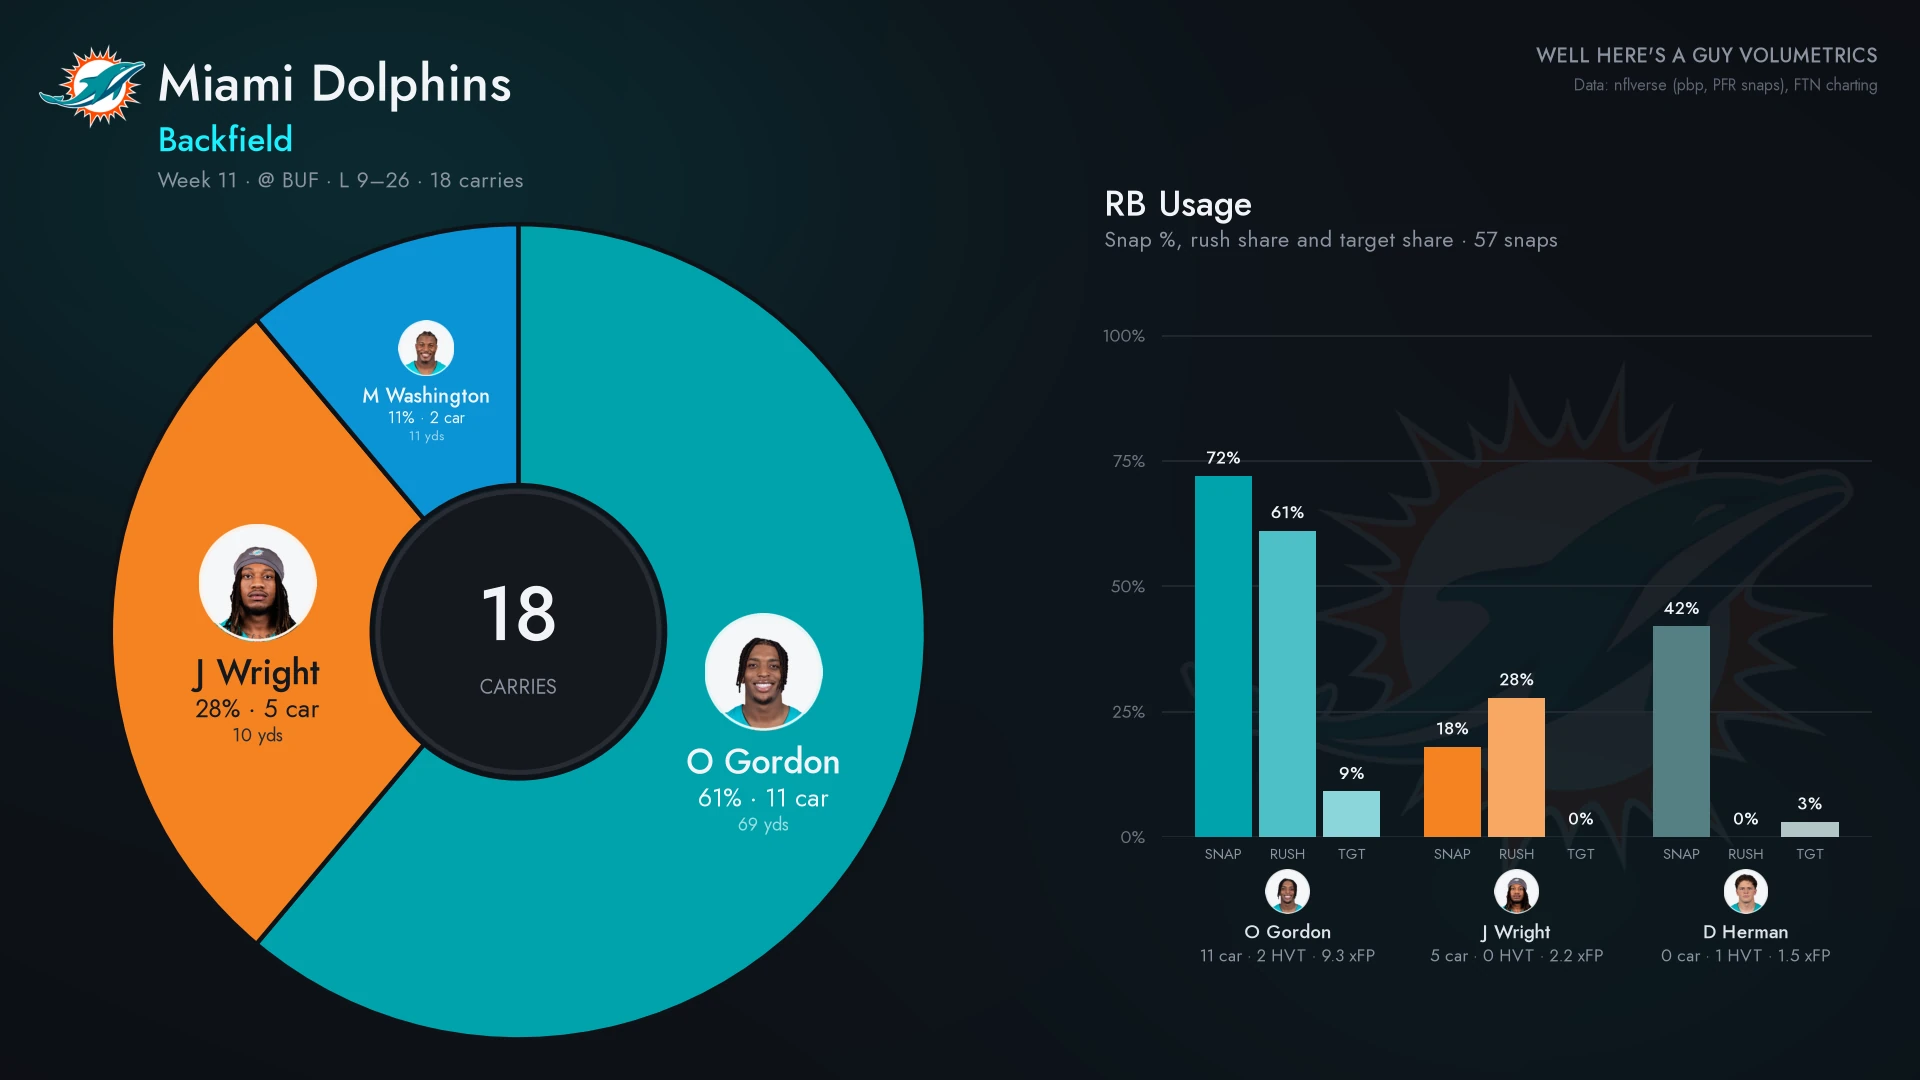 Miami Dolphins
Backfield
Week 11 · @ BUF · L 9–26 · 18 carries
WELL HERE'S A GUY VOLUMETRICS
Data: nflverse (pbp, PFR snaps), FTN charting
M Washington
11% · 2 car
11 yds
J Wright
28% · 5 car
10 yds
18
CARRIES
O Gordon
61% · 11 car
69 yds
RB Usage
Snap %, rush share and target share · 57 snaps
100%
75%
50%
25%
0%
72%
61%
9%
18%
28%
0%
42%
0%
3%
SNAP RUSH TGT
SNAP RUSH TGT
SNAP RUSH TGT
O Gordon
11 car · 2 HVT · 9.3 xFP
J Wright
5 car · 0 HVT · 2.2 xFP
D Herman
0 car · 1 HVT · 1.5 xFP